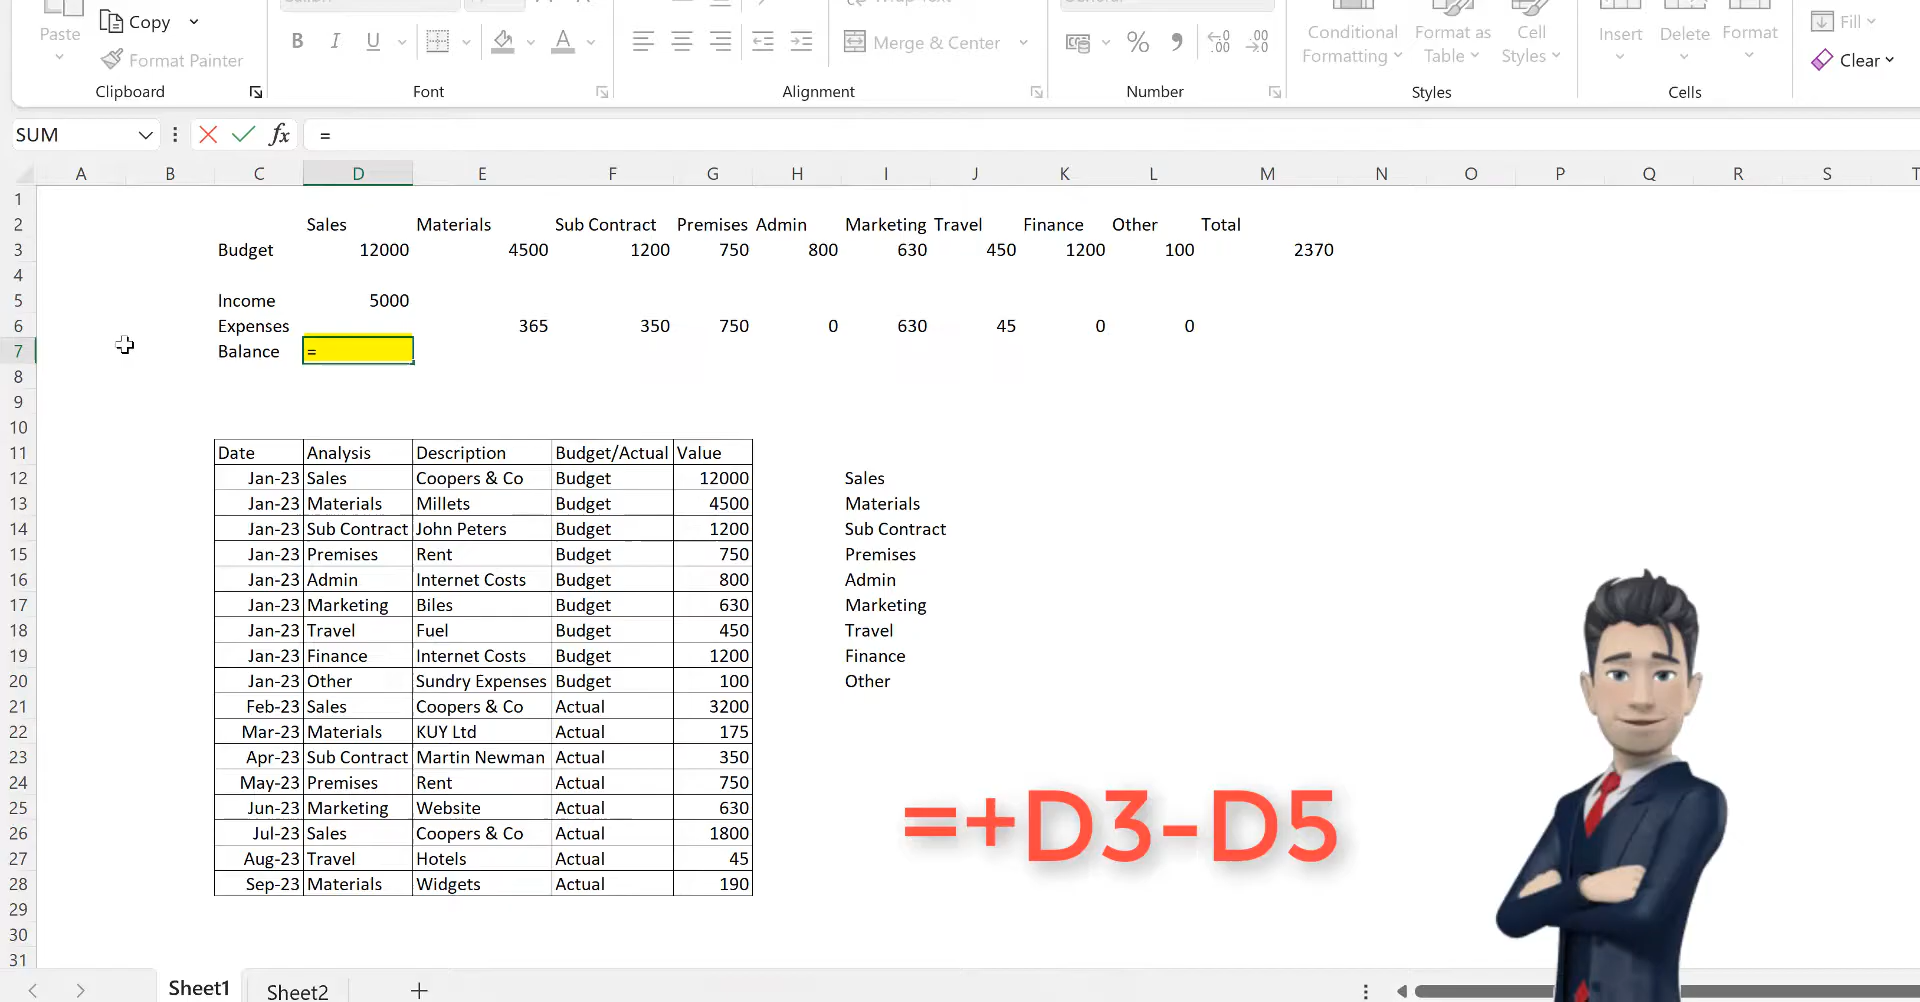 Paste
Copy
Format Painter
Clipboard
B I U
Font
Merge & Center
Alignment
% 9
.00
.00
Number
Conditional
Formatting
Format as
Table
Cell
Styles
Styles
Insert
Delete
Format
Cells
Fill
Clear
SUM
fx
=
A B C D E F G H I J K L M N O P Q R S T
1
2 Sales Materials Sub Contract Premises Admin Marketing Travel Finance Other Total
3 Budget 12000 4500 1200 750 800 630 450 1200 100 2370
4
5 Income 5000
6 Expenses 365 350 750 0 630 45 0 0
7 Balance =
8
9
10
11 Date Analysis Description Budget/Actual Value
12 Jan-23 Sales Coopers & Co Budget 12000 Sales
13 Jan-23 Materials Millets Budget 4500 Materials
14 Jan-23 Sub Contract John Peters Budget 1200 Sub Contract
15 Jan-23 Premises Rent Budget 750 Premises
16 Jan-23 Admin Internet Costs Budget 800 Admin
17 Jan-23 Marketing Biles Budget 630 Marketing
18 Jan-23 Travel Fuel Budget 450 Travel
19 Jan-23 Finance Internet Costs Budget 1200 Finance
20 Jan-23 Other Sundry Expenses Budget 100 Other
21 Feb-23 Sales Coopers & Co Actual 3200
22 Mar-23 Materials KUY Ltd Actual 175
23 Apr-23 Sub Contract Martin Newman Actual 350
24 May-23 Premises Rent Actual 750
25 Jun-23 Marketing Website Actual 630
26 Jul-23 Sales Coopers & Co Actual 1800
27 Aug-23 Travel Hotels Actual 45
28 Sep-23 Materials Widgets Actual 190
29
30
31
=+D3-D5
Sheet1
Sheet2